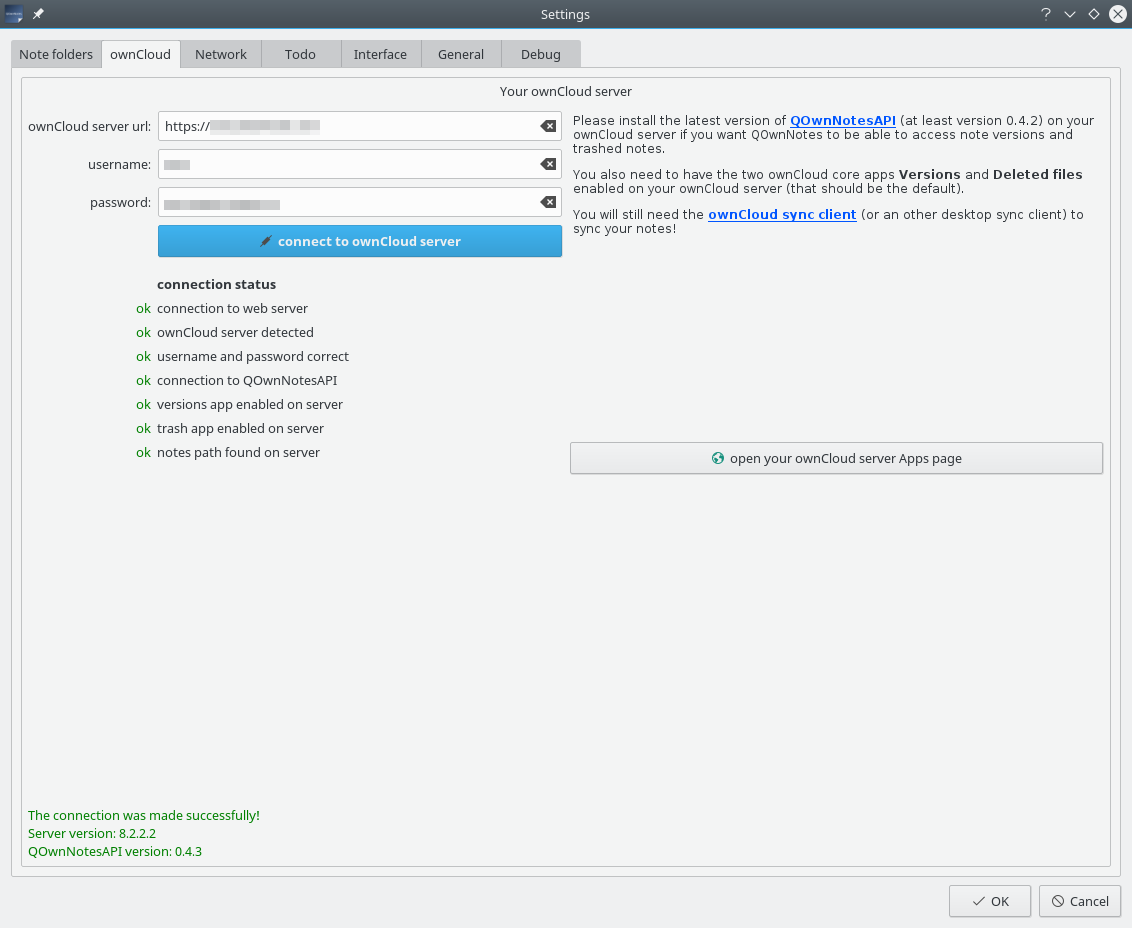 Settings
Note folders ownCloud Network Todo Interface General Debug
Your ownCloud server
ownCloud server url: https://
username:
password:
connect to ownCloud server
Please install the latest version of QOwnNotesAPI (at least version 0.4.2) on your
ownCloud server if you want QOwnNotes to be able to access note versions and
trashed notes.
You also need to have the two ownCloud core apps Versions and Deleted files
enabled on your ownCloud server (that should be the default).
You will still need the ownCloud sync client (or an other desktop sync client) to
sync your notes!
connection status
ok connection to web server
ok ownCloud server detected
ok username and password correct
ok connection to QOwnNotesAPI
ok versions app enabled on server
ok trash app enabled on server
ok notes path found on server
open your ownCloud server Apps page
The connection was made successfully!
Server version: 8.2.2.2
QOwnNotesAPI version: 0.4.3
OK Cancel